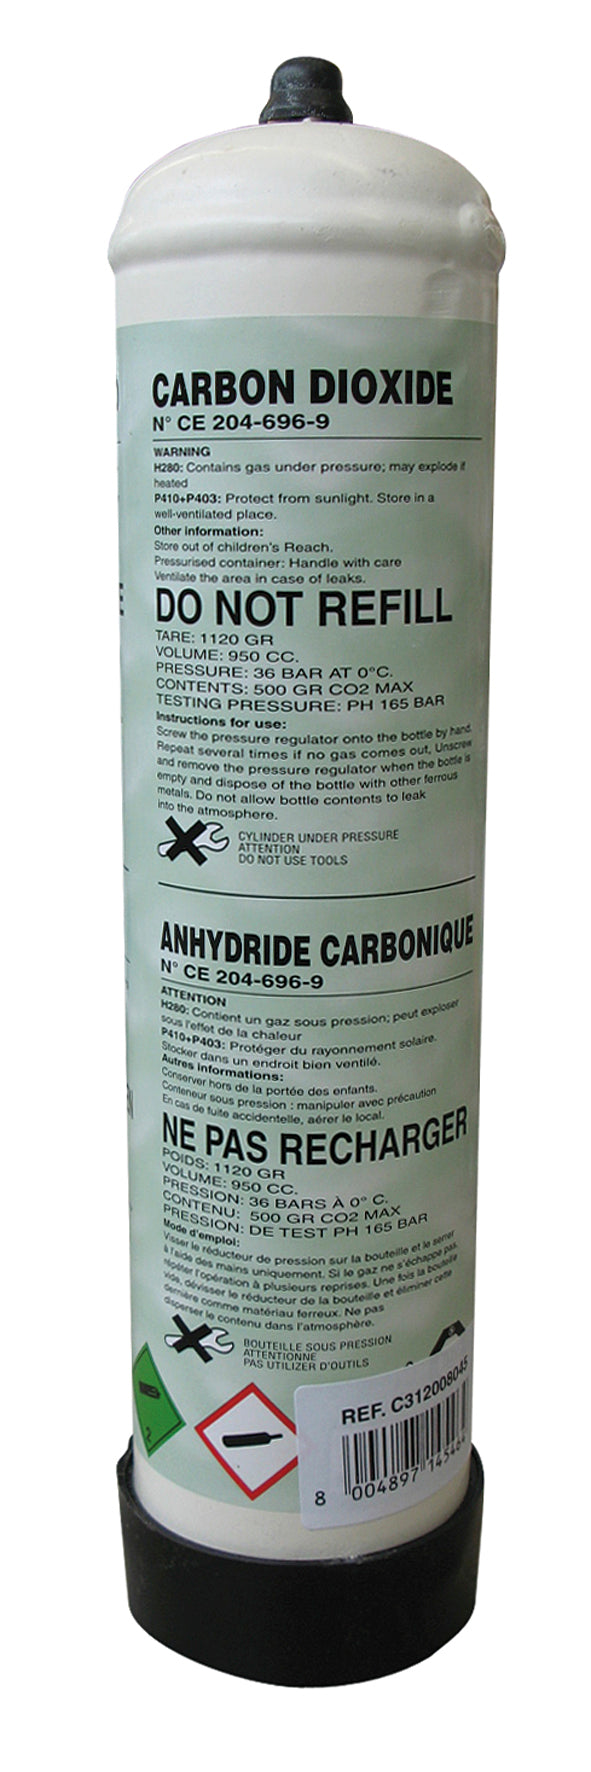 CARBON DIOXIDE
N° CE 204-696-9
WARNING
H280: Contains gas under pressure; may explode if
heated
P410+P403: Protect from sunlight. Store in a
well-ventilated place.
Other information:
Store out of children's Reach.
Pressurised container: Handle with care
Ventilate the area in case of leaks.
DO NOT REFILL
TARE: 1120 GR
VOLUME: 950 CC.
PRESSURE: 36 BAR AT 0°C.
CONTENTS: 500 GR CO2 MAX
TESTING PRESSURE: PH 165 BAR
Instructions for use:
Screw the pressure regulator onto the bottle by hand.
Repeat several times if no gas comes out, Unscrew
and remove the pressure regulator when the bottle is
empty and dispose of the bottle with other ferrous
metals. Do not allow bottle contents to leak
into the atmosphere.
CYLINDER UNDER PRESSURE
ATTENTION
DO NOT USE TOOLS
ANHYDRIDE CARBONIQUE
N° CE 204-696-9
ATTENTION
H280: Contient un gaz sous pression; peut exploser
sous l'effet de la chaleur
P410+P403: Protéger du rayonnement solaire.
Stocker dans un endroit bien ventilé.
Autres informations:
Conserver hors de la portée des enfants.
Conteneur sous pression : manipuler avec précaution
En cas de fuite accidentelle, aérer le local.
NE PAS RECHARGER
POIDS: 1120 GR
VOLUME: 950 CC.
PRESSION: 36 BARS À 0° C.
CONTENU: 500 GR CO2 MAX
PRESSION: DE TEST PH 165 BAR
Mode d'emploi:
Visser le réducteur de pression sur la bouteille et le serrer
à l'aide des mains uniquement. Si le gaz ne s'échappe pas,
répéter l'opération à plusieurs reprises. Une fois la bouteille
vide, dévisser le réducteur de la bouteille et éliminer cette
dernière comme matériau ferreux. Ne pas
disperser le contenu dans l'atmosphère.
BOUTEILLE SOUS PRESSION
ATTENTIONNE
PAS UTILIZER D'OUTILS
2
REF. C312008045
8 004897 145464